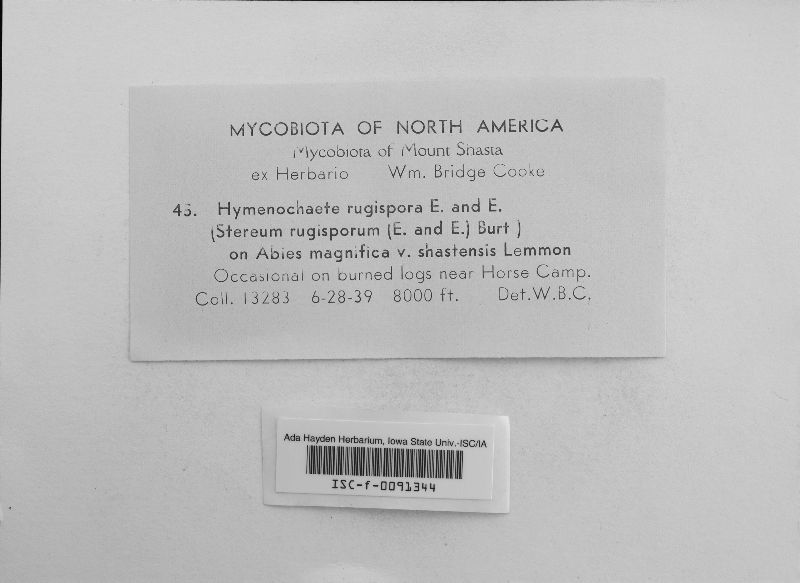 MYCOBIOTA OF NORTH AMERICA
Mycobiota of Mount Shasta
ex Herbario Wm. Bridge Cooke
Hymenochaete rugispora E. and E.
(Stereum rugisporum (E. and E.) Burt )
on Abies magnifica v. shastensis Lemmon
Occasional on burned logs near Horse Camp.
Coll. 13283 6-28-39 8000 ft. Det.W.B.C.
Ada Hayden Herbarium, Iowa State Univ.-ISC/IA
ISC-f-0091344